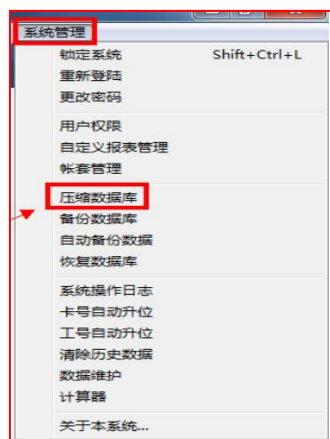 系统管理
锁定系统 Shift+Ctrl+L
重新登陆
更改密码
用户权限
自定义报表管理
帐套管理
压缩数据库
备份数据库
自动备份数据
恢复数据库
系统操作日志
卡号自动升位
工号自动升位
清除历史数据
数据维护
计算器
关于本系统...